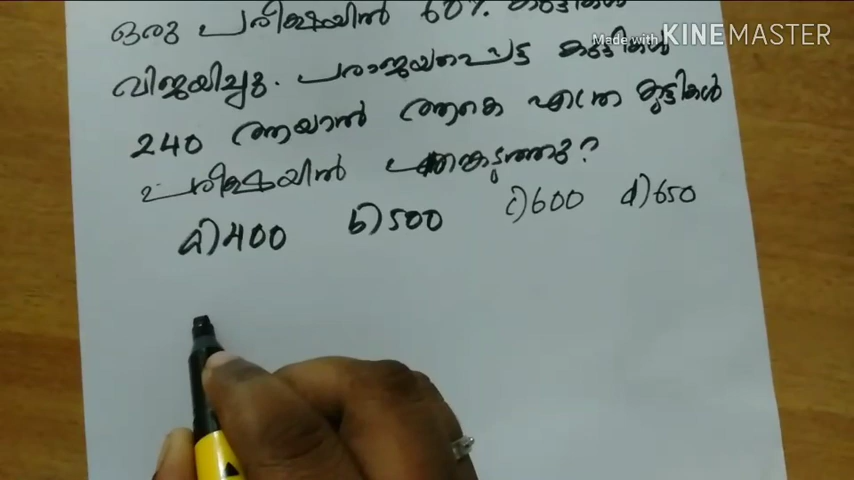 ഒരു പരീക്ഷയിൽ 60% കുട്ടികൾ
Made with KINEMASTER
വിജയിച്ചു. പരാജയപ്പെട്ട കുട്ടികൾ
240 ആയാൽ ആകെ എത്ര കുട്ടികൾ
പരീക്ഷയിൽ പങ്കെടുത്തു?
a) 400 b) 500 c) 600 d) 650